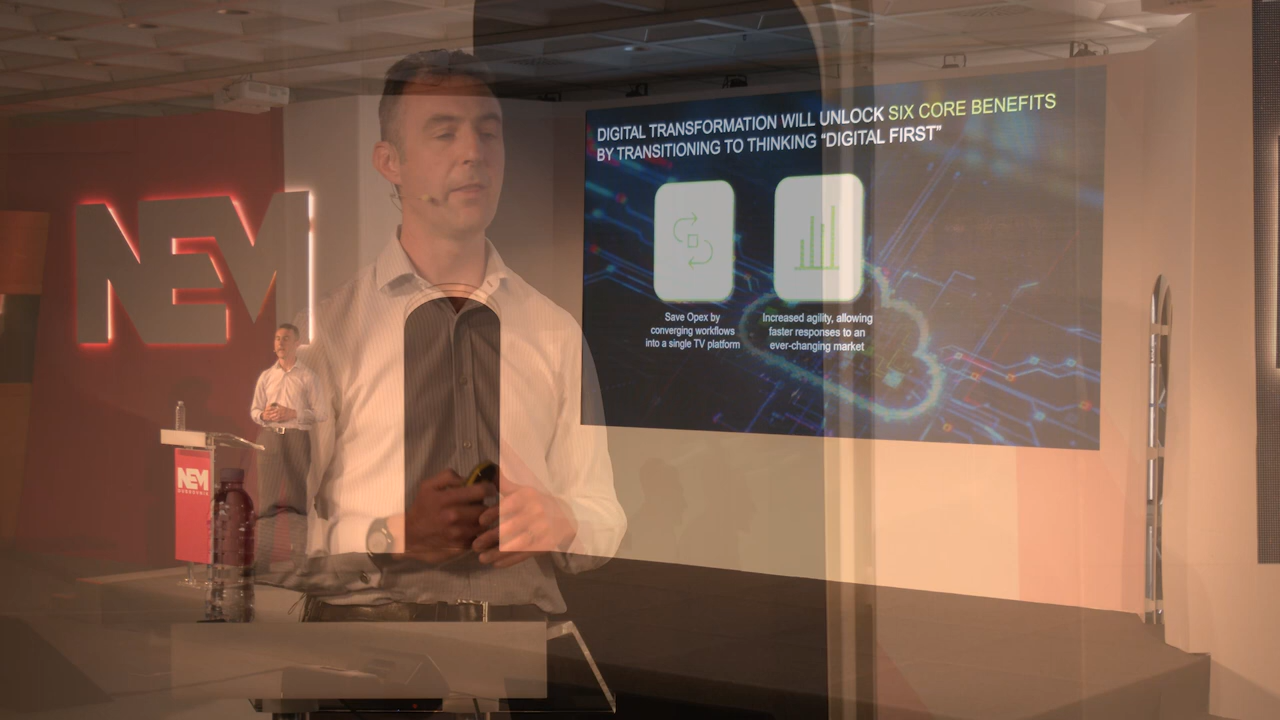 NEM
DIGITAL TRANSFORMATION WILL UNLOCK SIX CORE BENEFITS
BY TRANSITIONING TO THINKING “DIGITAL FIRST”
Save Opex by
converging workflows
into a single TV platform
Increased agility, allowing
faster responses to an
ever-changing market
NEM
DUBROVNIK